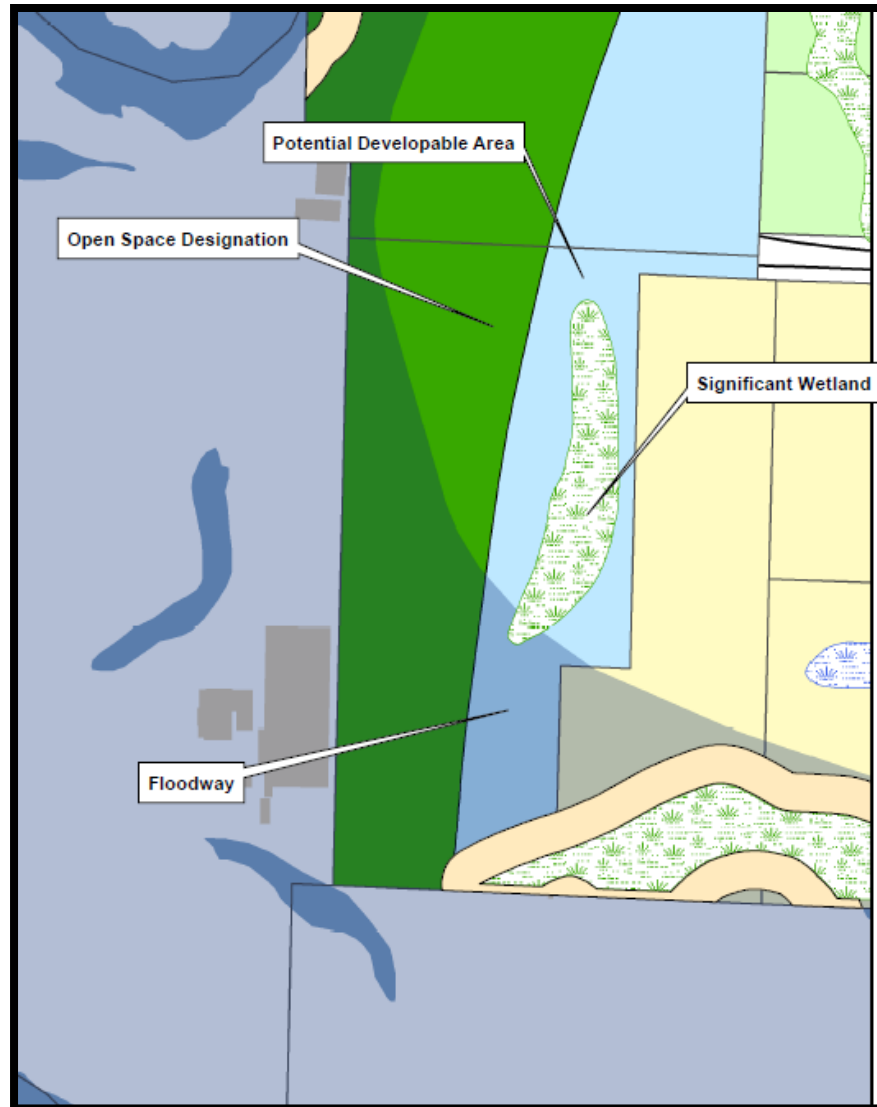 Potential Developable Area
Open Space Designation
Significant Wetland
Floodway